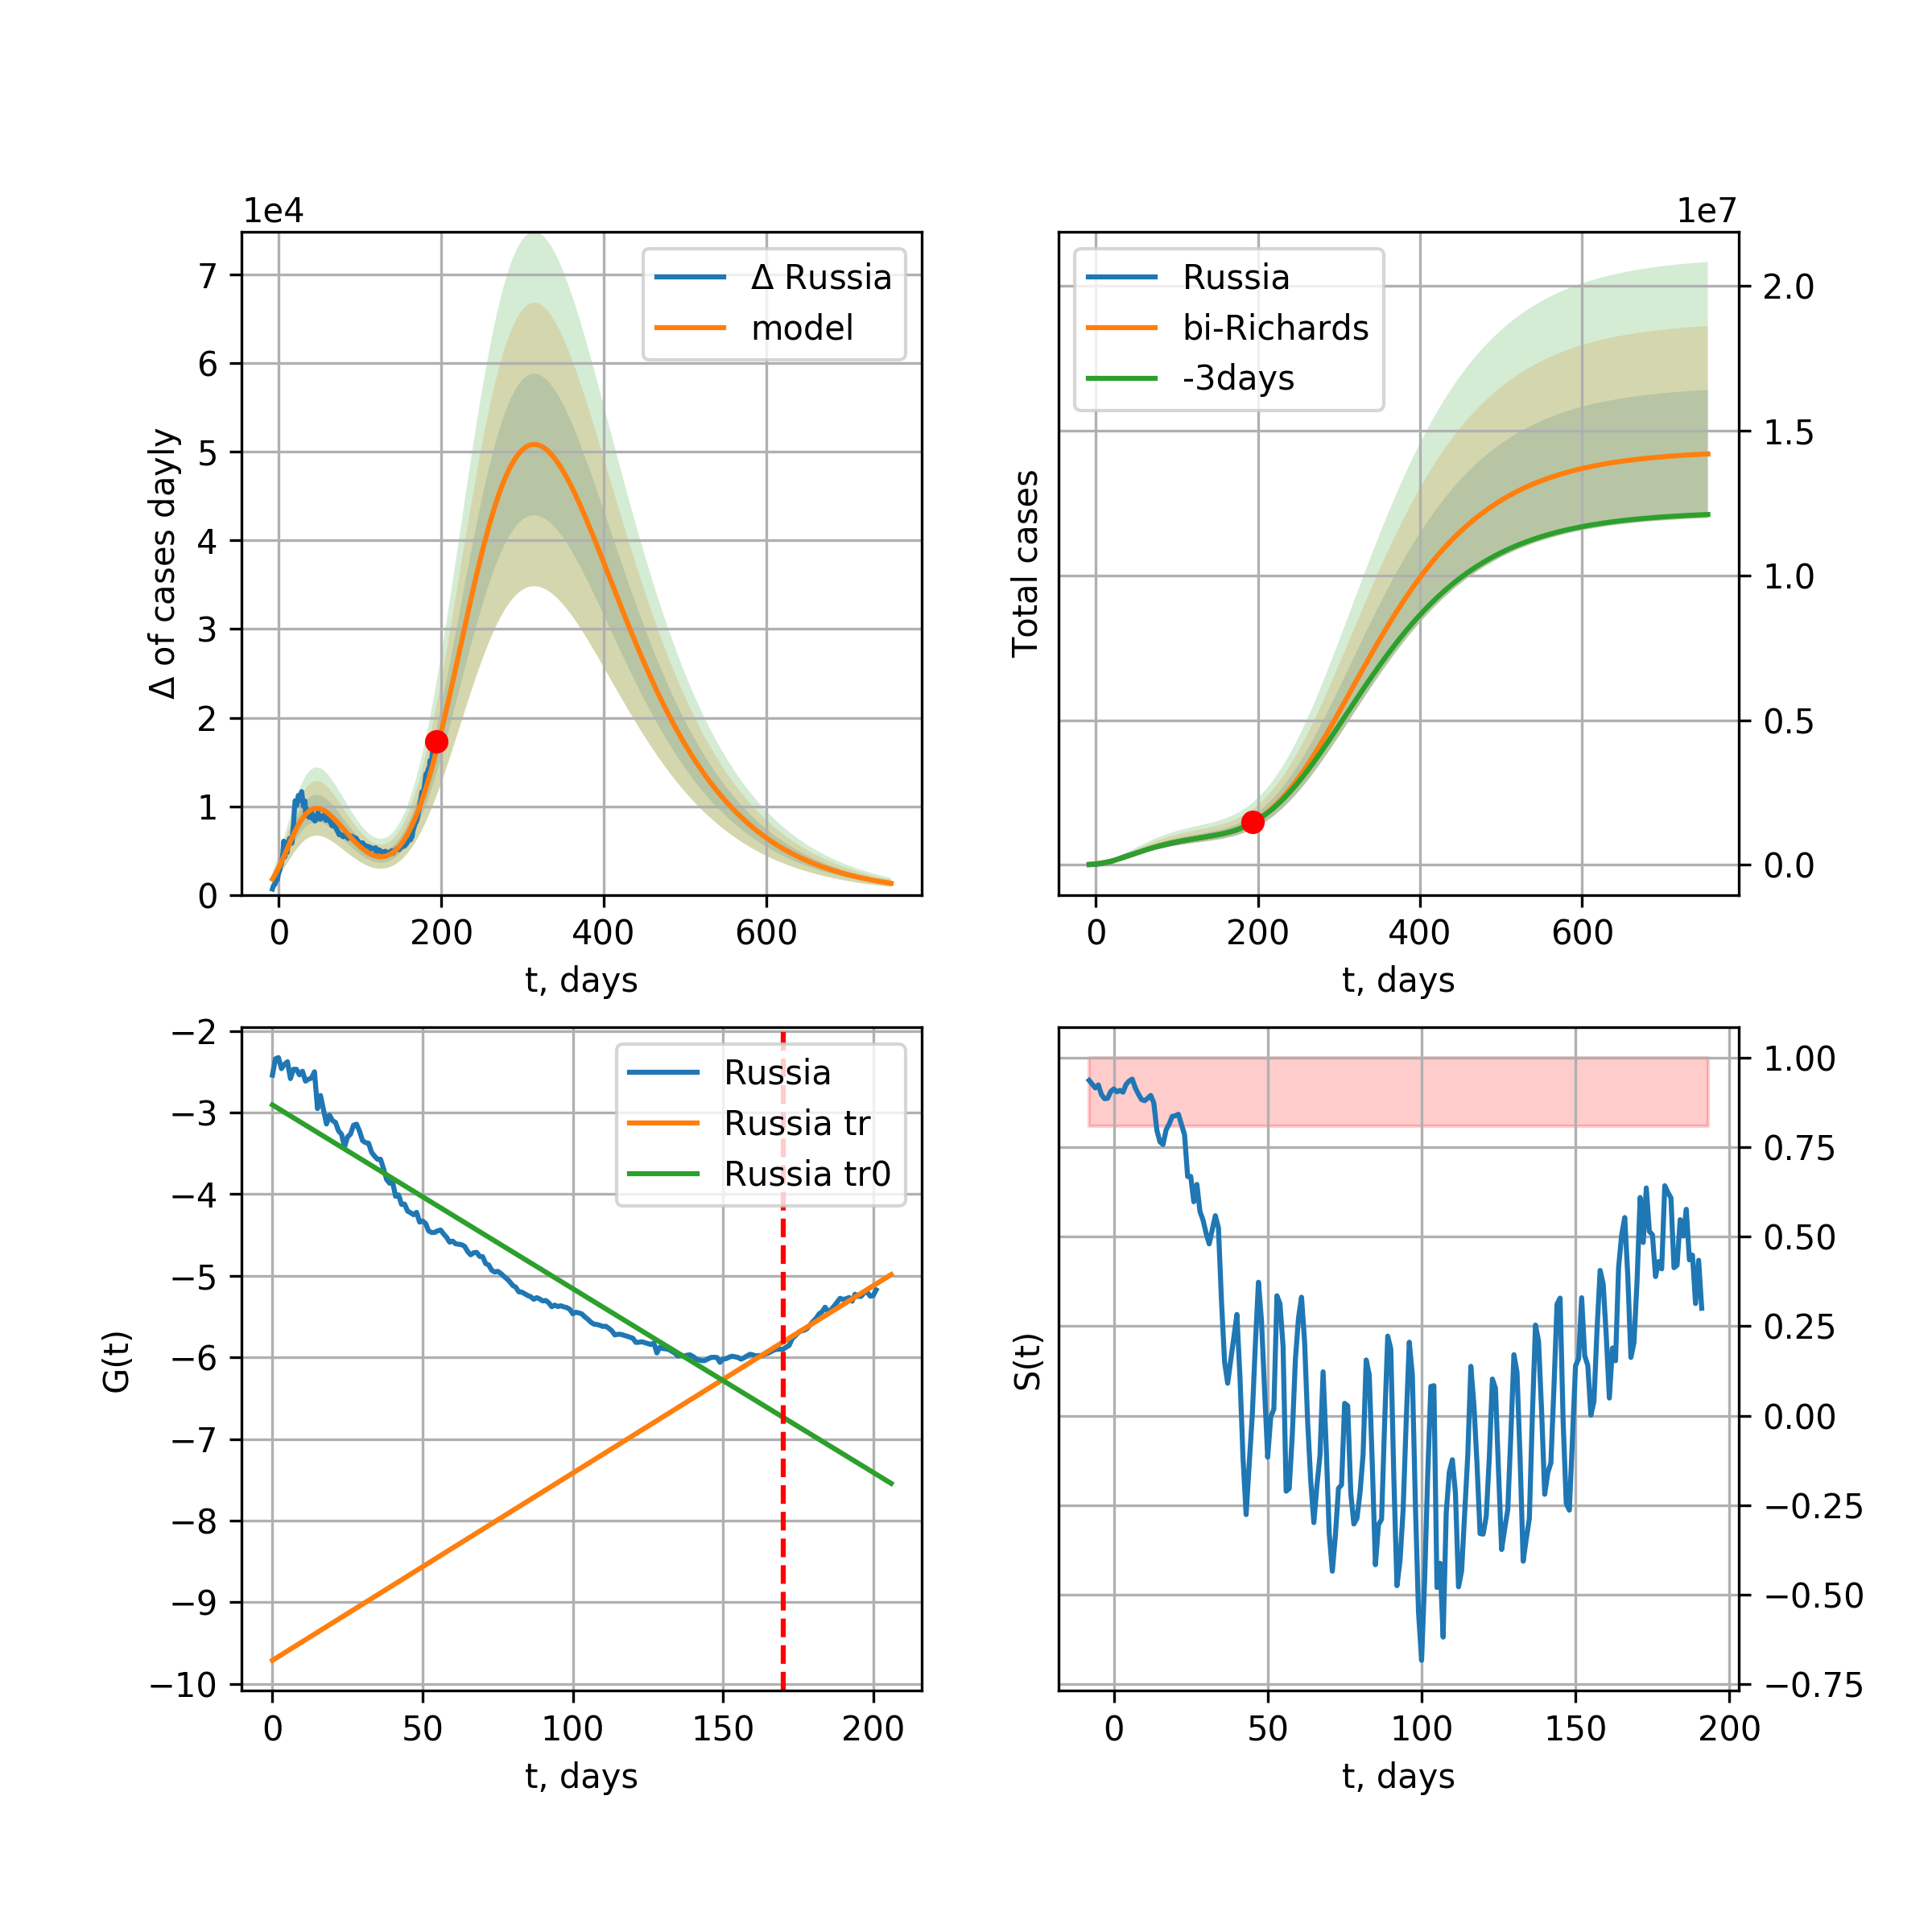 1e4
7
6
5
4
3
2
1
0
Δ of cases dayly
Δ Russia
model
0 200 400 600
t, days
1e7
2.0
1.5
1.0
0.5
0.0
Total cases
Russia
bi-Richards
-3days
0 200 400 600
t, days
−2
−3
−4
−5
−6
−7
−8
−9
−10
G(t)
Russia
Russia tr
Russia tr0
0 50 100 150 200
t, days
1.00
0.75
0.50
0.25
0.00
−0.25
−0.50
−0.75
S(t)
0 50 100 150 200
t, days